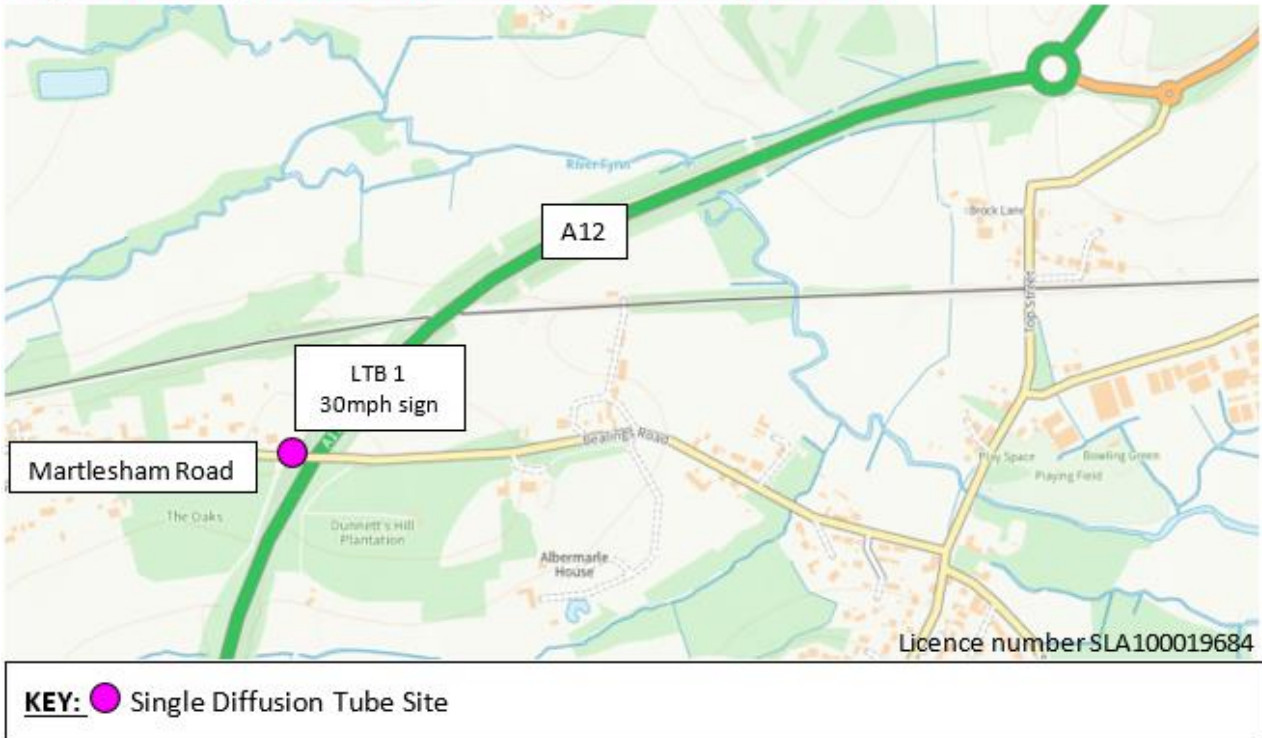 River Fynn
Brock Lane
A12
Top Street
LTB 1
30mph sign
Bealings Road
Martlesham Road
Play Space
Bowling Green
Playing Field
The Oaks
Dunnett's Hill
Plantation
Albermarle
House
Licence number SLA100019684
KEY: Single Diffusion Tube Site